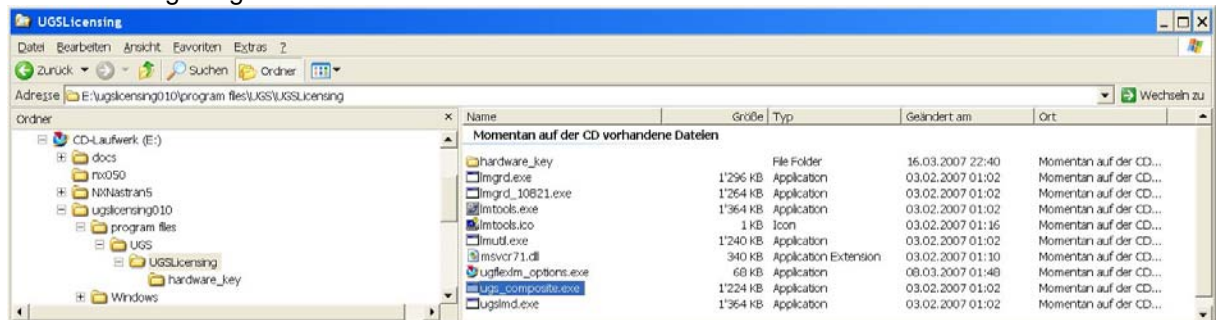 UGSLicensing
Datei Bearbeiten Ansicht Favoriten Extras ?
Zurück Suchen Ordner
Adresse E:\ugslicensing010\program files\UGS\UGSLicensing Wechseln zu
Ordner × Name Größe Typ Geändert am Ort
CD-Laufwerk (E:)
docs
nx050
NXNastran5
ugslicensing010
program files
UGS
UGSLicensing
hardware_key
Windows
Momentan auf der CD vorhandene Dateien
hardware_key File Folder 16.03.2007 22:40 Momentan auf der CD...
lmgrd.exe 1'296 KB Application 03.02.2007 01:02 Momentan auf der CD...
lmgrd_10821.exe 1'264 KB Application 03.02.2007 01:02 Momentan auf der CD...
lmtools.exe 1'364 KB Application 03.02.2007 01:02 Momentan auf der CD...
lmtools.ico 1 KB Icon 03.02.2007 01:16 Momentan auf der CD...
lmutil.exe 1'240 KB Application 03.02.2007 01:02 Momentan auf der CD...
msvcr71.dll 340 KB Application Extension 03.02.2007 01:10 Momentan auf der CD...
ugflexlm_options.exe 68 KB Application 08.03.2007 01:48 Momentan auf der CD...
ugs_composite.exe 1'224 KB Application 03.02.2007 01:02 Momentan auf der CD...
ugslmd.exe 1'364 KB Application 03.02.2007 01:02 Momentan auf der CD...